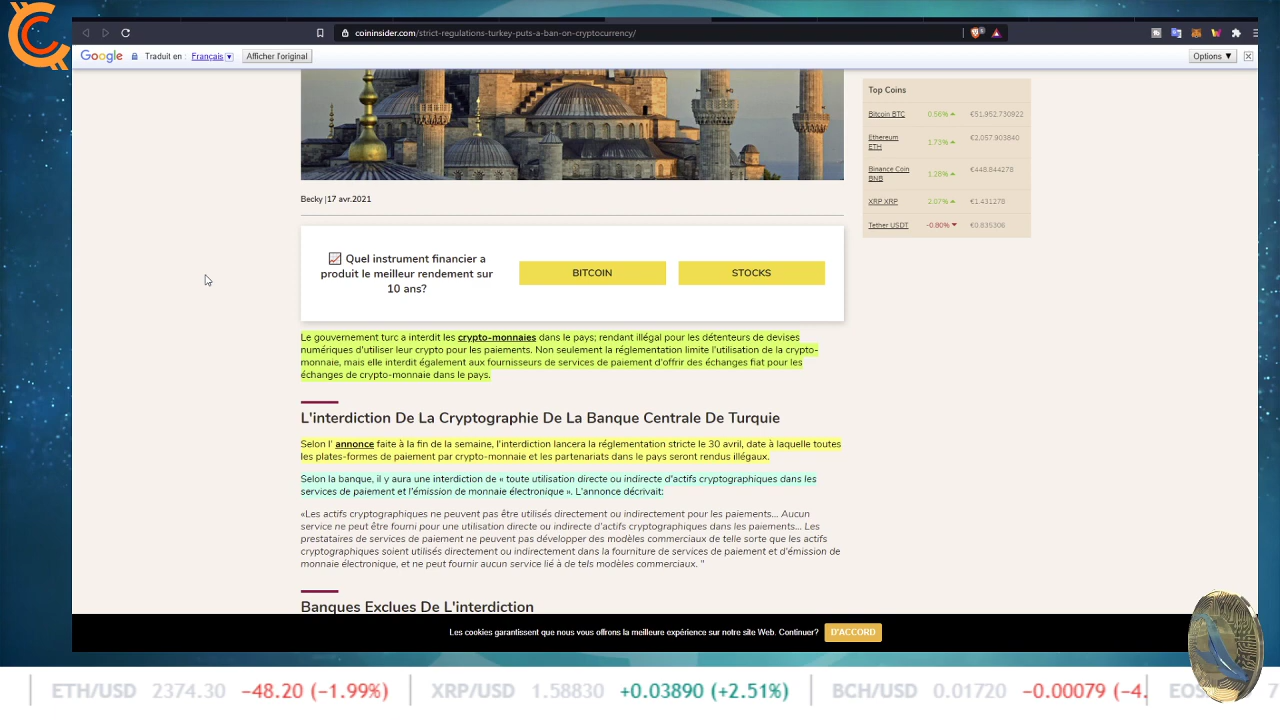 coininsider.com/strict-regulations-turkey-puts-a-ban-on-cryptocurrency/
Google Traduit en : Français Afficher l'original Options ▼
Top Coins
Bitcoin BTC 0.56% €51,952.730922
Ethereum ETH 1.73% €2,057.903840
Binance Coin BNB 1.28% €448.844278
XRP XRP 2.07% €1.431278
Tether USDT -0.80% €0.835306
Becky |17 avr.2021
Quel instrument financier a
produit le meilleur rendement sur
10 ans?
BITCOIN STOCKS
Le gouvernement turc a interdit les crypto-monnaies dans le pays; rendant illégal pour les détenteurs de devises
numériques d'utiliser leur crypto pour les paiements. Non seulement la réglementation limite l'utilisation de la crypto-
monnaie, mais elle interdit également aux fournisseurs de services de paiement d'offrir des échanges fiat pour les
échanges de crypto-monnaie dans le pays.
L'interdiction De La Cryptographie De La Banque Centrale De Turquie
Selon l' annonce faite à la fin de la semaine, l'interdiction lancera la réglementation stricte le 30 avril, date à laquelle toutes
les plates-formes de paiement par crypto-monnaie et les partenariats dans le pays seront rendus illégaux.
Selon la banque, il y aura une interdiction de « toute utilisation directe ou indirecte d'actifs cryptographiques dans les
services de paiement et l'émission de monnaie électronique ». L'annonce décrivait:
«Les actifs cryptographiques ne peuvent pas être utilisés directement ou indirectement pour les paiements... Aucun
service ne peut être fourni pour une utilisation directe ou indirecte d'actifs cryptographiques dans les paiements... Les
prestataires de services de paiement ne peuvent pas développer des modèles commerciaux de telle sorte que les actifs
cryptographiques soient utilisés directement ou indirectement dans la fourniture de services de paiement et d'émission de
monnaie électronique, et ne peut fournir aucun service lié à de tels modèles commerciaux. "
Banques Exclues De L'interdiction
Les cookies garantissent que nous vous offrons la meilleure expérience sur notre site Web. Continuer? D'ACCORD
ETH/USD 2374.30 −48.20 (−1.99%) XRP/USD 1.58830 +0.03890 (+2.51%) BCH/USD 0.01720 −0.00079 (−4. EOS 7